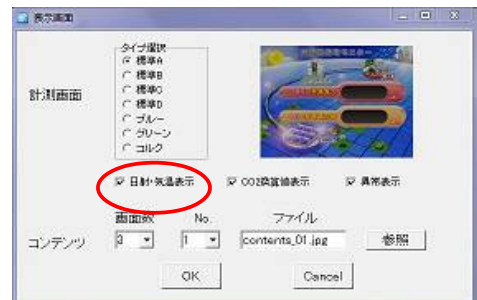 表示画面
タイプ選択
標準A
標準B
標準C
標準D
ブルー
グリーン
コルク
計測画面
日射・気温表示 CO2換算値表示 異常表示
画面数 No. ファイル
コンテンツ 3 1 contents_01.jpg 参照
OK Cancel